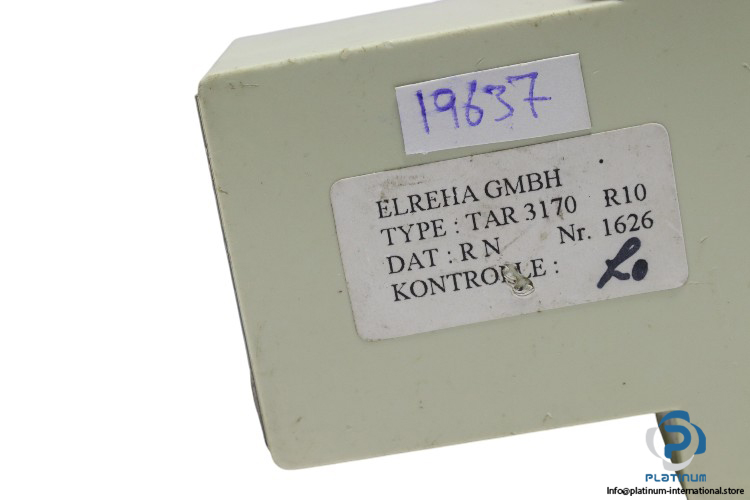 19637
ELREHA GMBH
TYPE : TAR 3170 R10
DAT : R N Nr. 1626
KONTROLLE :
PLATINUM
Info@platinum-international.store